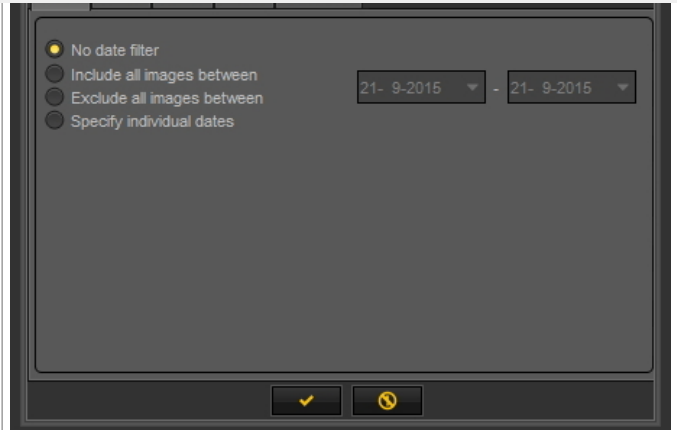 No date filter
Include all images between
21- 9-2015 - 21- 9-2015
Exclude all images between
Specify individual dates